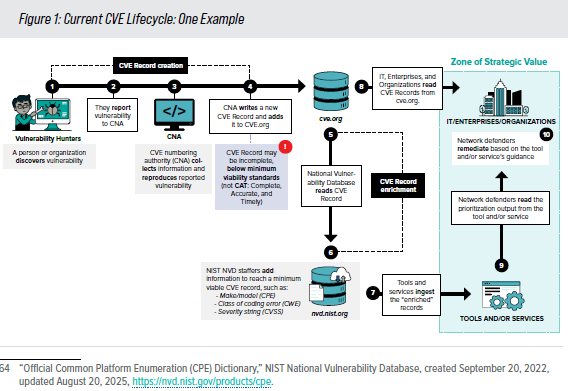 Figure 1: Current CVE Lifecycle: One Example
CVE Record creation
Zone of Strategic Value
1
2
3
4
8
They report
vulnerability
to CNA
CNA writes a new
CVE Record and adds
it to CVE.org
cve.org
IT, Enterprises, and
Organizations read
CVE Records from
cve.org.
Vulnerability Hunters
A person or organization
discovers vulnerability
CNA
CVE numbering
authority (CNA) col-
lects information and
reproduces reported
vulnerability
!
CVE Record may
be incomplete,
below minimum
viability standards
(not CAT: Complete,
Accurate, and
Timely)
5
National Vulner-
ability Database
reads CVE
Record
CVE Record
enrichment
IT/ENTERPRISES/ORGANIZATIONS
10
Network defenders
remediate based on the tool
and/or service's guidance
Network defenders read the
prioritization output from the
tool and/or service
6
NIST NVD staffers add
information to reach a minimum
viable CVE record, such as:
- Make/model (CPE)
- Class of coding error (CWE)
- Severity string (CVSS)
nvd.nist.org
7
Tools and
services ingest
the “enriched”
records
9
TOOLS AND/OR SERVICES
64 “Official Common Platform Enumeration (CPE) Dictionary,” NIST National Vulnerability Database, created September 20, 2022,
updated August 20, 2025, https://nvd.nist.gov/products/cpe.